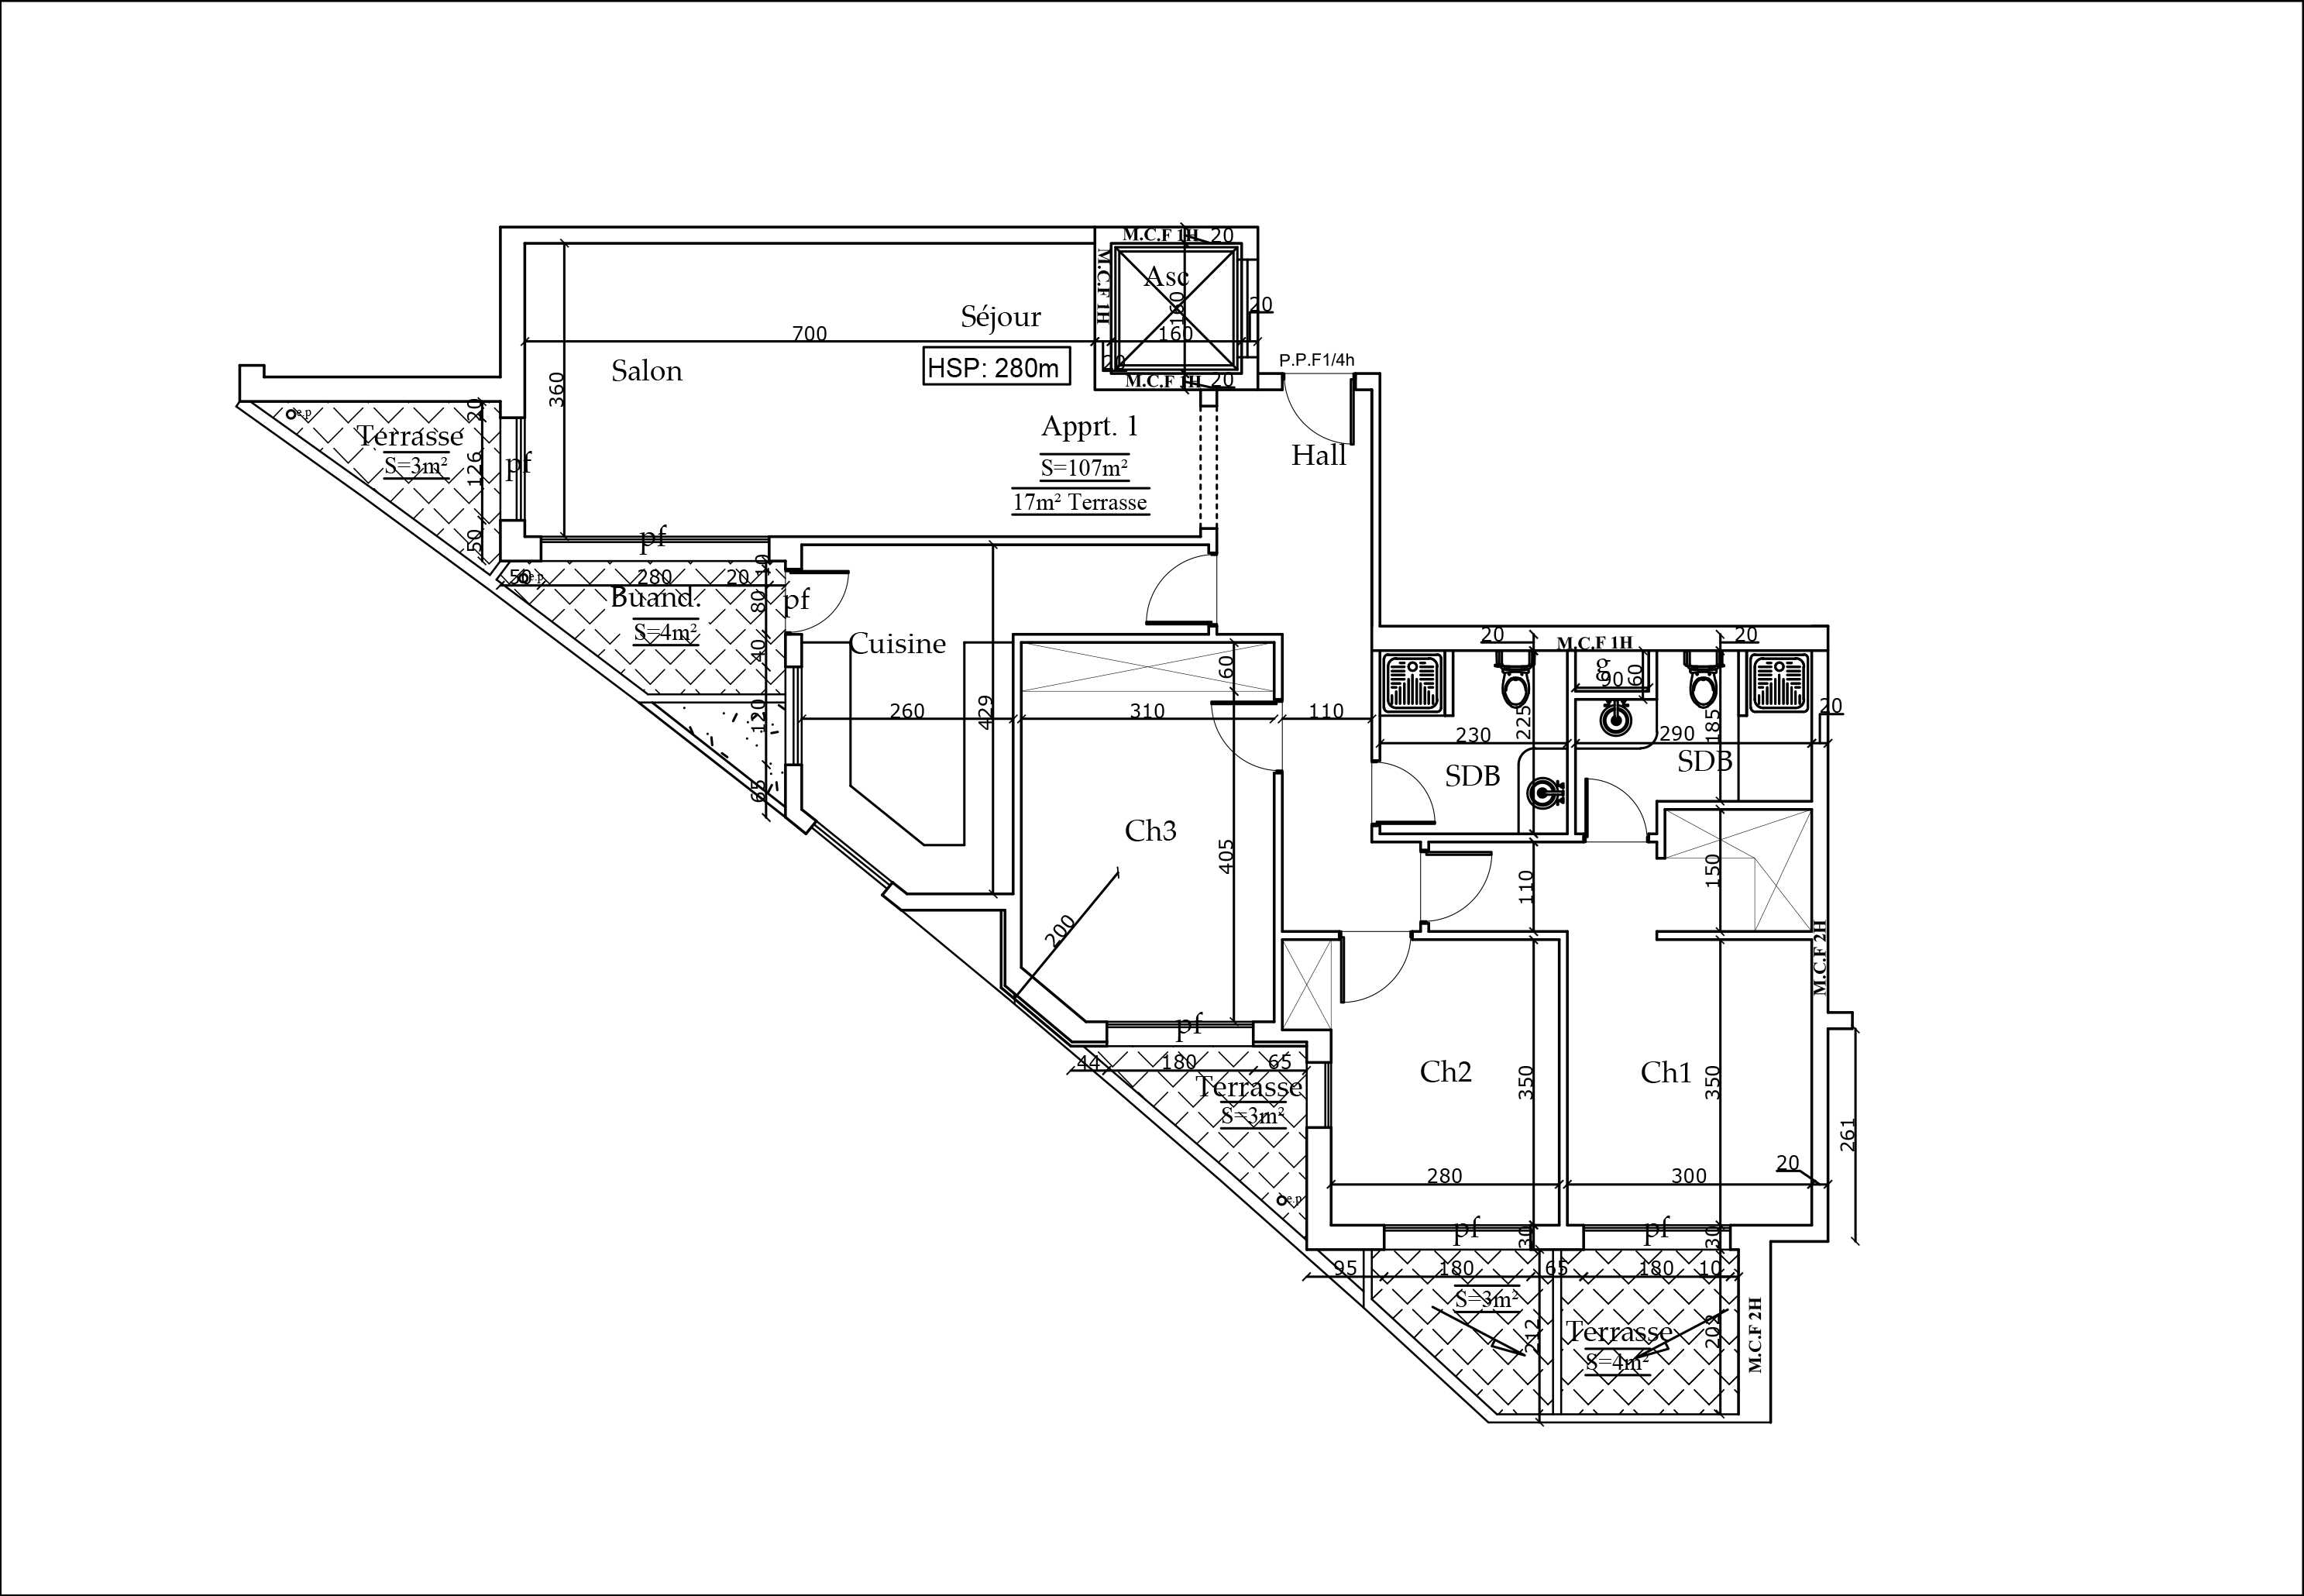 M.C.F 1H
20
Asc
M.C.F 1H
180
20
Séjour
700
160
HSP: 280m
20
P.P.F1/4h
Salon
360
M.C.F 1H
20
e.p
20
Terrasse
S=3m²
126
pf
50
Apprt. 1
S=107m²
17m² Terrasse
Hall
pf
50
e.p
280
20
10
Buand.
S=4m²
80
pf
40
Cuisine
120
65
260
429
310
60
110
20
M.C.F 1H
20
g
90
60
225
185
20
230
290
SDB
SDB
Ch3
405
200
110
150
M.C.F 2H
pf
44
180
65
Terrasse
S=3m²
e.p
Ch2
350
Ch1
350
261
280
300
20
pf
30
pf
30
95
180
65
180
10
S=3m²
212
Terrasse
S=4m²
202
M.C.F 2H